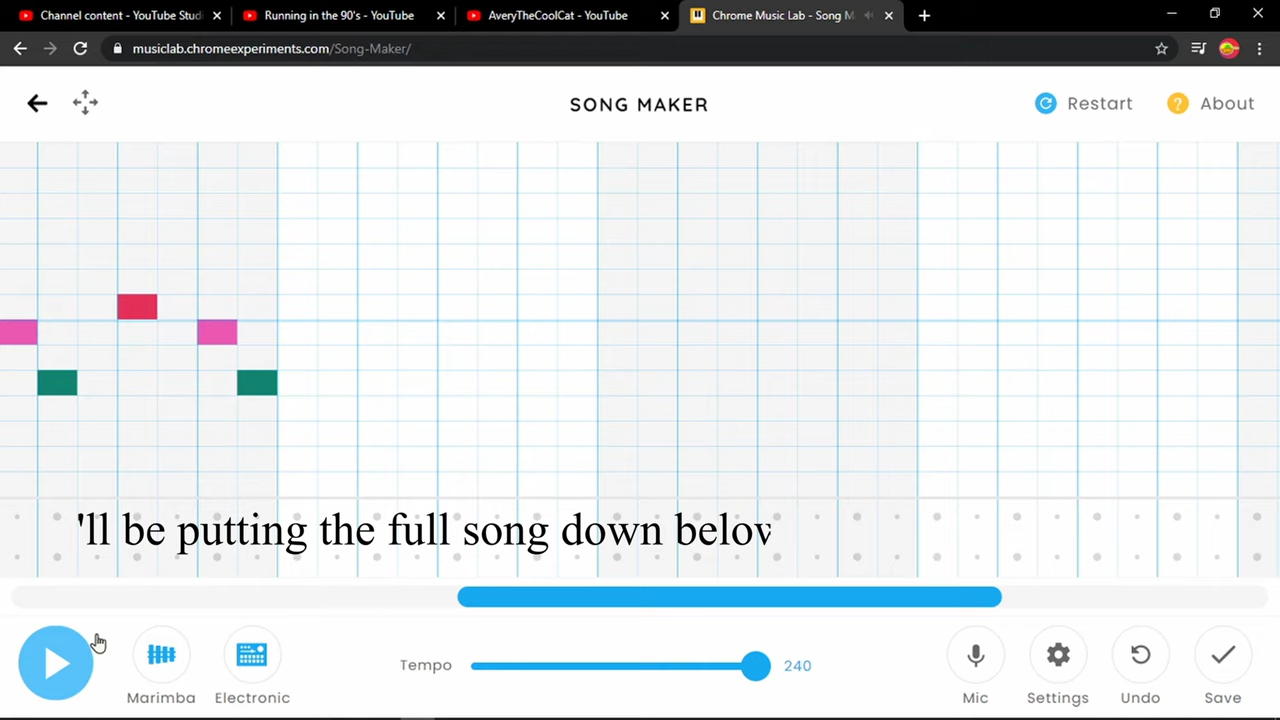 Channel content - YouTube Studi
Running in the 90's - YouTube
AveryTheCoolCat - YouTube
Chrome Music Lab - Song M
musiclab.chromeexperiments.com/Song-Maker/
SONG MAKER
Restart
? About
'll be putting the full song down below
Marimba
Electronic
Tempo
240
Mic
Settings
Undo
Save